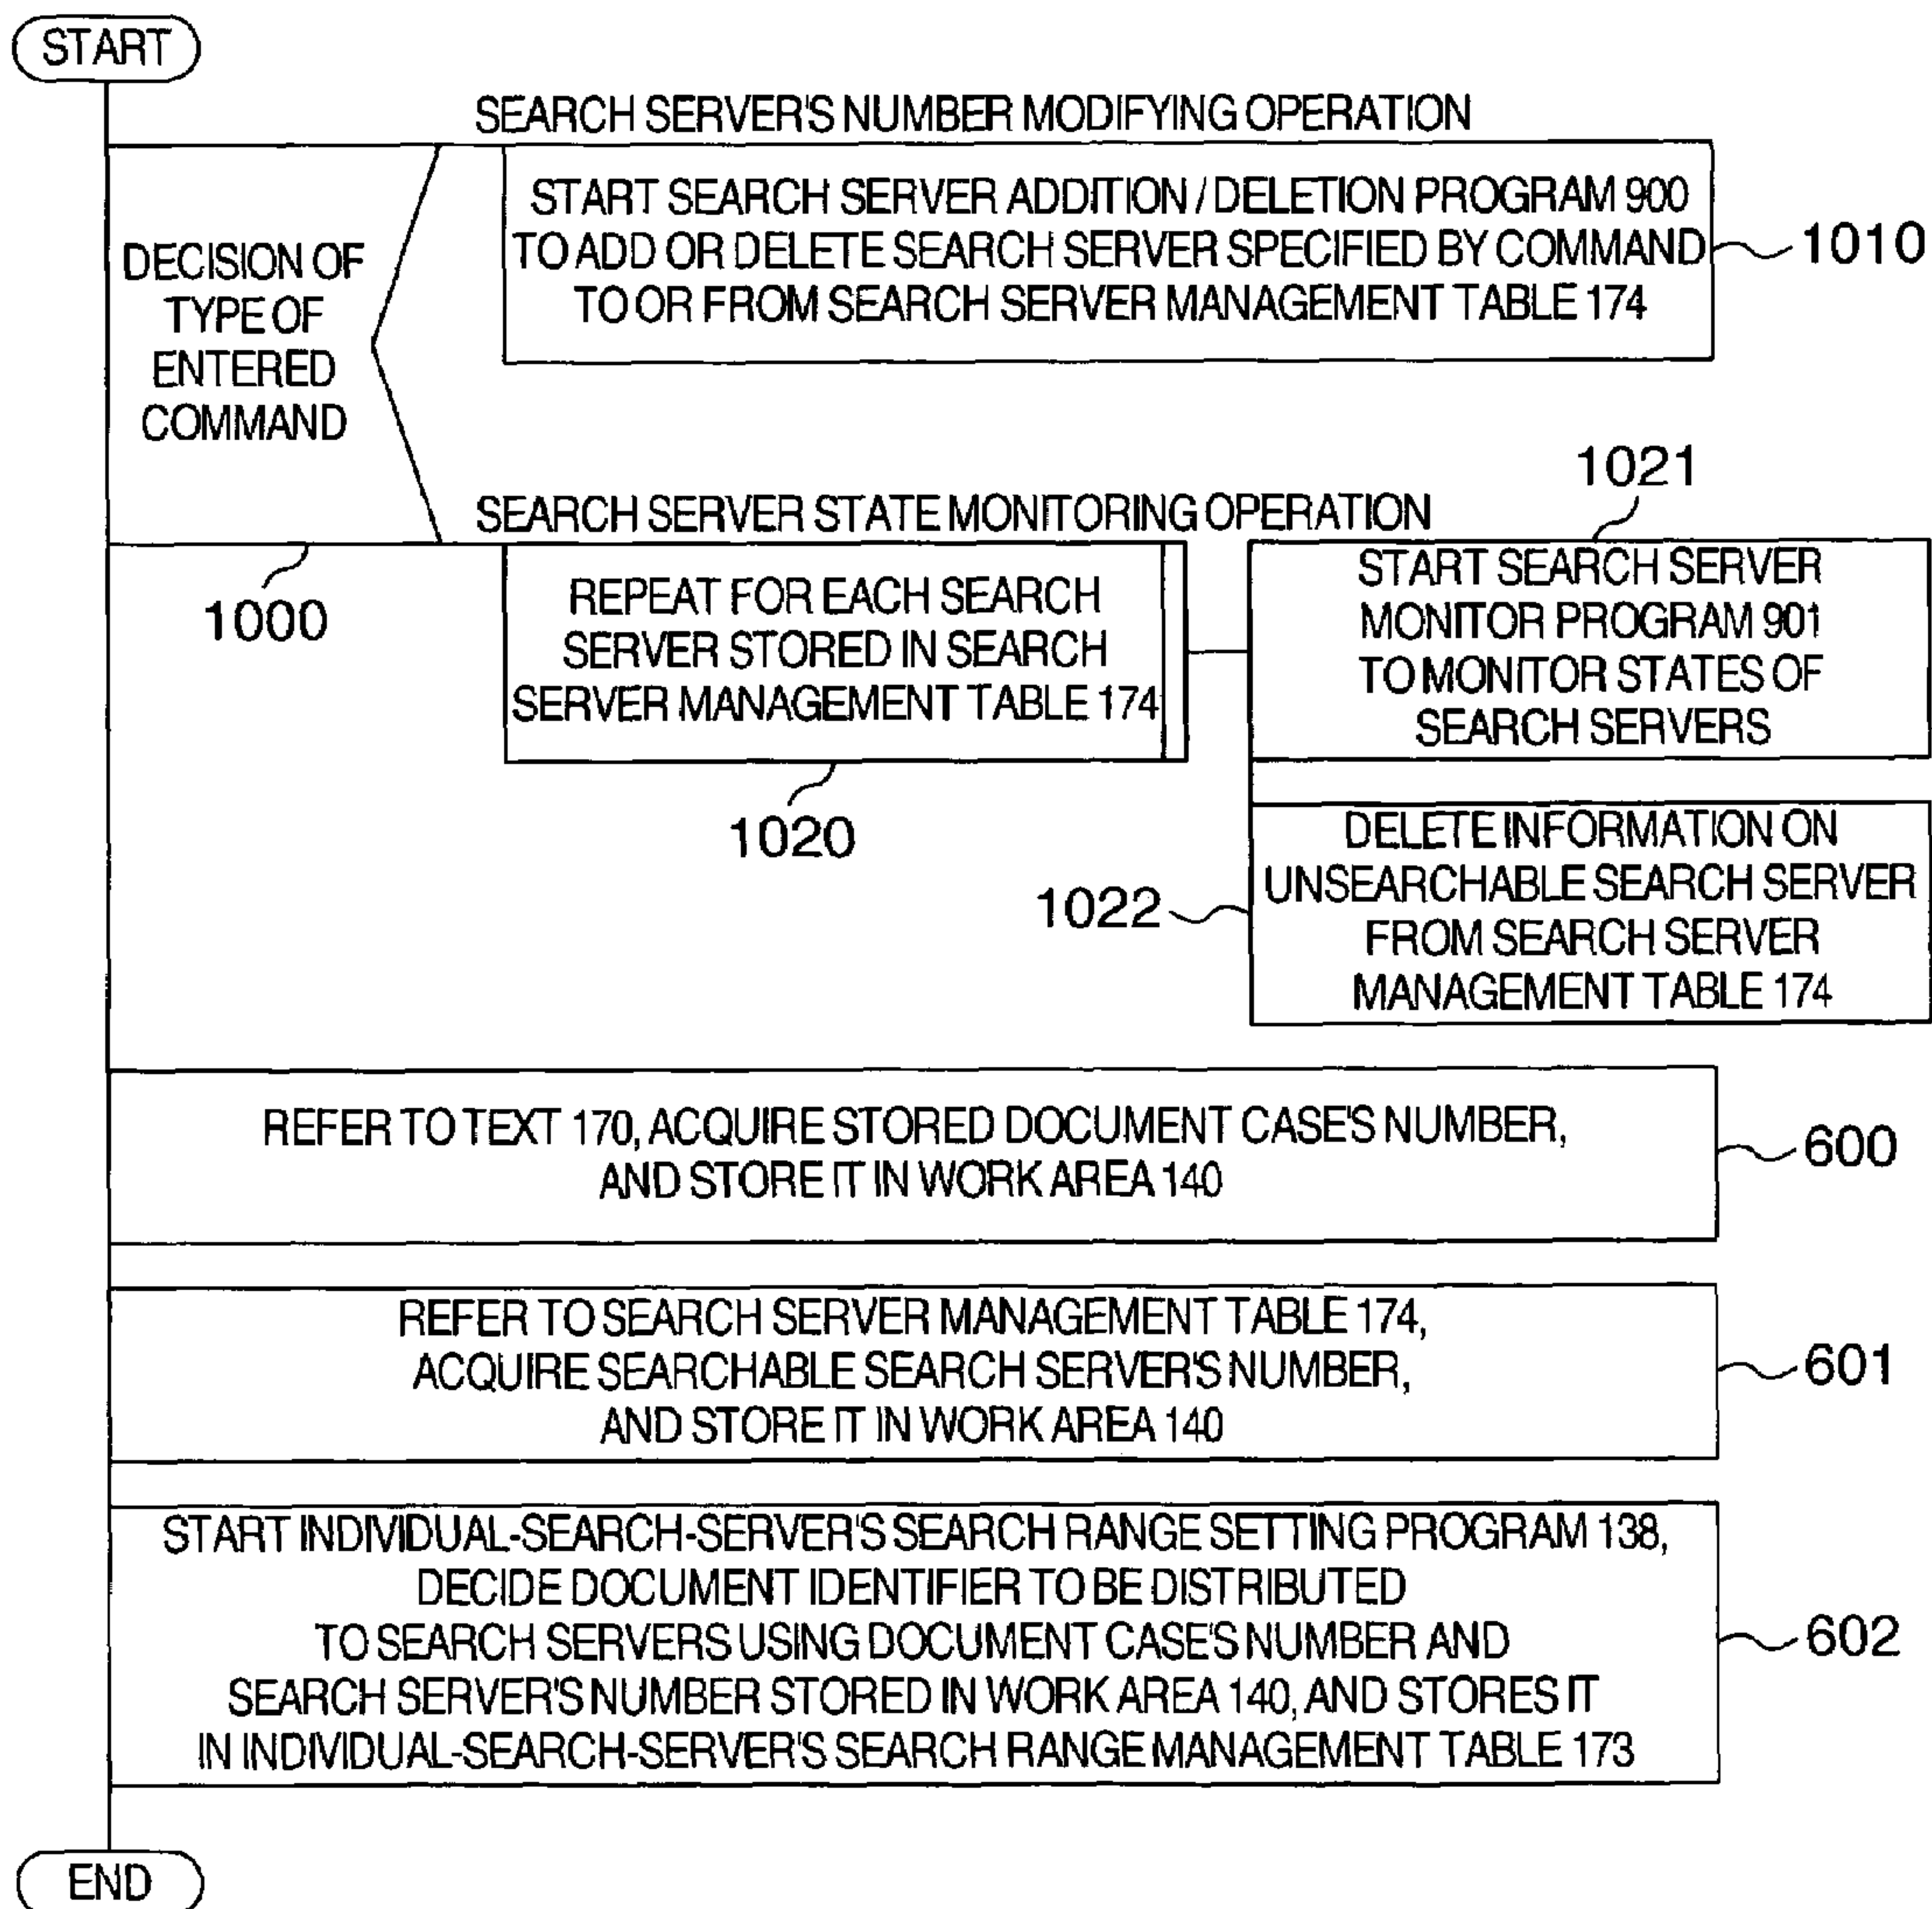 START
SEARCH SERVER'S NUMBER MODIFYING OPERATION
DECISION OF
TYPE OF
ENTERED
COMMAND
START SEARCH SERVER ADDITION / DELETION PROGRAM 900
TO ADD OR DELETE SEARCH SERVER SPECIFIED BY COMMAND
TO OR FROM SEARCH SERVER MANAGEMENT TABLE 174
1010
SEARCH SERVER STATE MONITORING OPERATION
1000
REPEAT FOR EACH SEARCH
SERVER STORED IN SEARCH
SERVER MANAGEMENT TABLE 174
1020
1021
START SEARCH SERVER
MONITOR PROGRAM 901
TO MONITOR STATES OF
SEARCH SERVERS
DELETE INFORMATION ON
UNSEARCHABLE SEARCH SERVER
FROM SEARCH SERVER
MANAGEMENT TABLE 174
1022
REFER TO TEXT 170, ACQUIRE STORED DOCUMENT CASE'S NUMBER,
AND STORE IT IN WORK AREA 140
600
REFER TO SEARCH SERVER MANAGEMENT TABLE 174,
ACQUIRE SEARCHABLE SEARCH SERVER'S NUMBER,
AND STORE IT IN WORK AREA 140
601
START INDIVIDUAL-SEARCH-SERVER'S SEARCH RANGE SETTING PROGRAM 138,
DECIDE DOCUMENT IDENTIFIER TO BE DISTRIBUTED
TO SEARCH SERVERS USING DOCUMENT CASE'S NUMBER AND
SEARCH SERVER'S NUMBER STORED IN WORK AREA 140, AND STORES IT
IN INDIVIDUAL-SEARCH-SERVER'S SEARCH RANGE MANAGEMENT TABLE 173
602
END